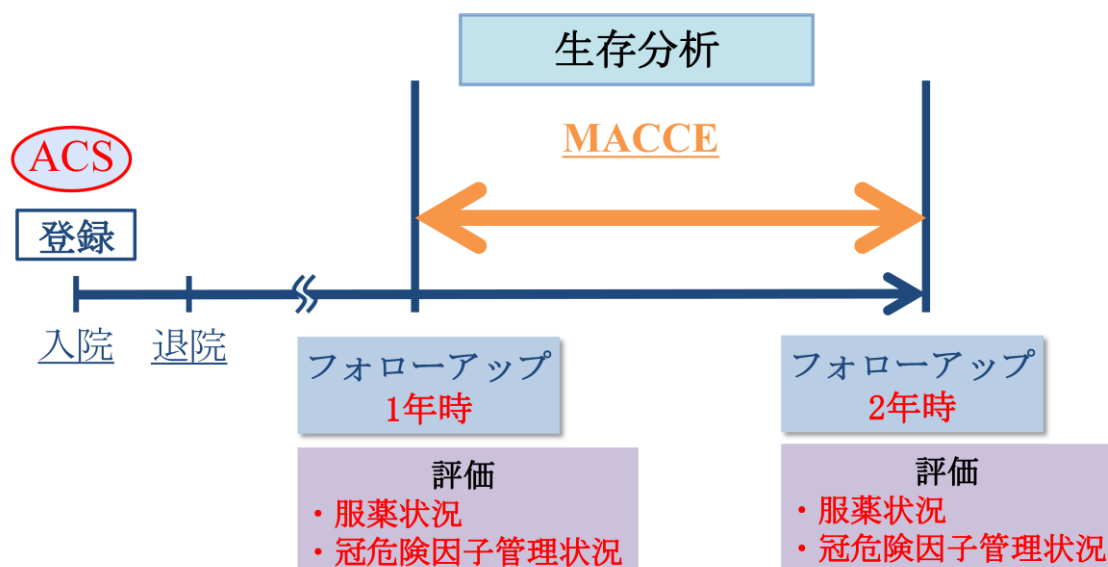 生存分析
MACCE
ACS
登録
入院
退院
フォローアップ
1年時
評価
・服薬状況
・冠危険因子管理状況
フォローアップ
2年時
評価
・服薬状況
・冠危険因子管理状況